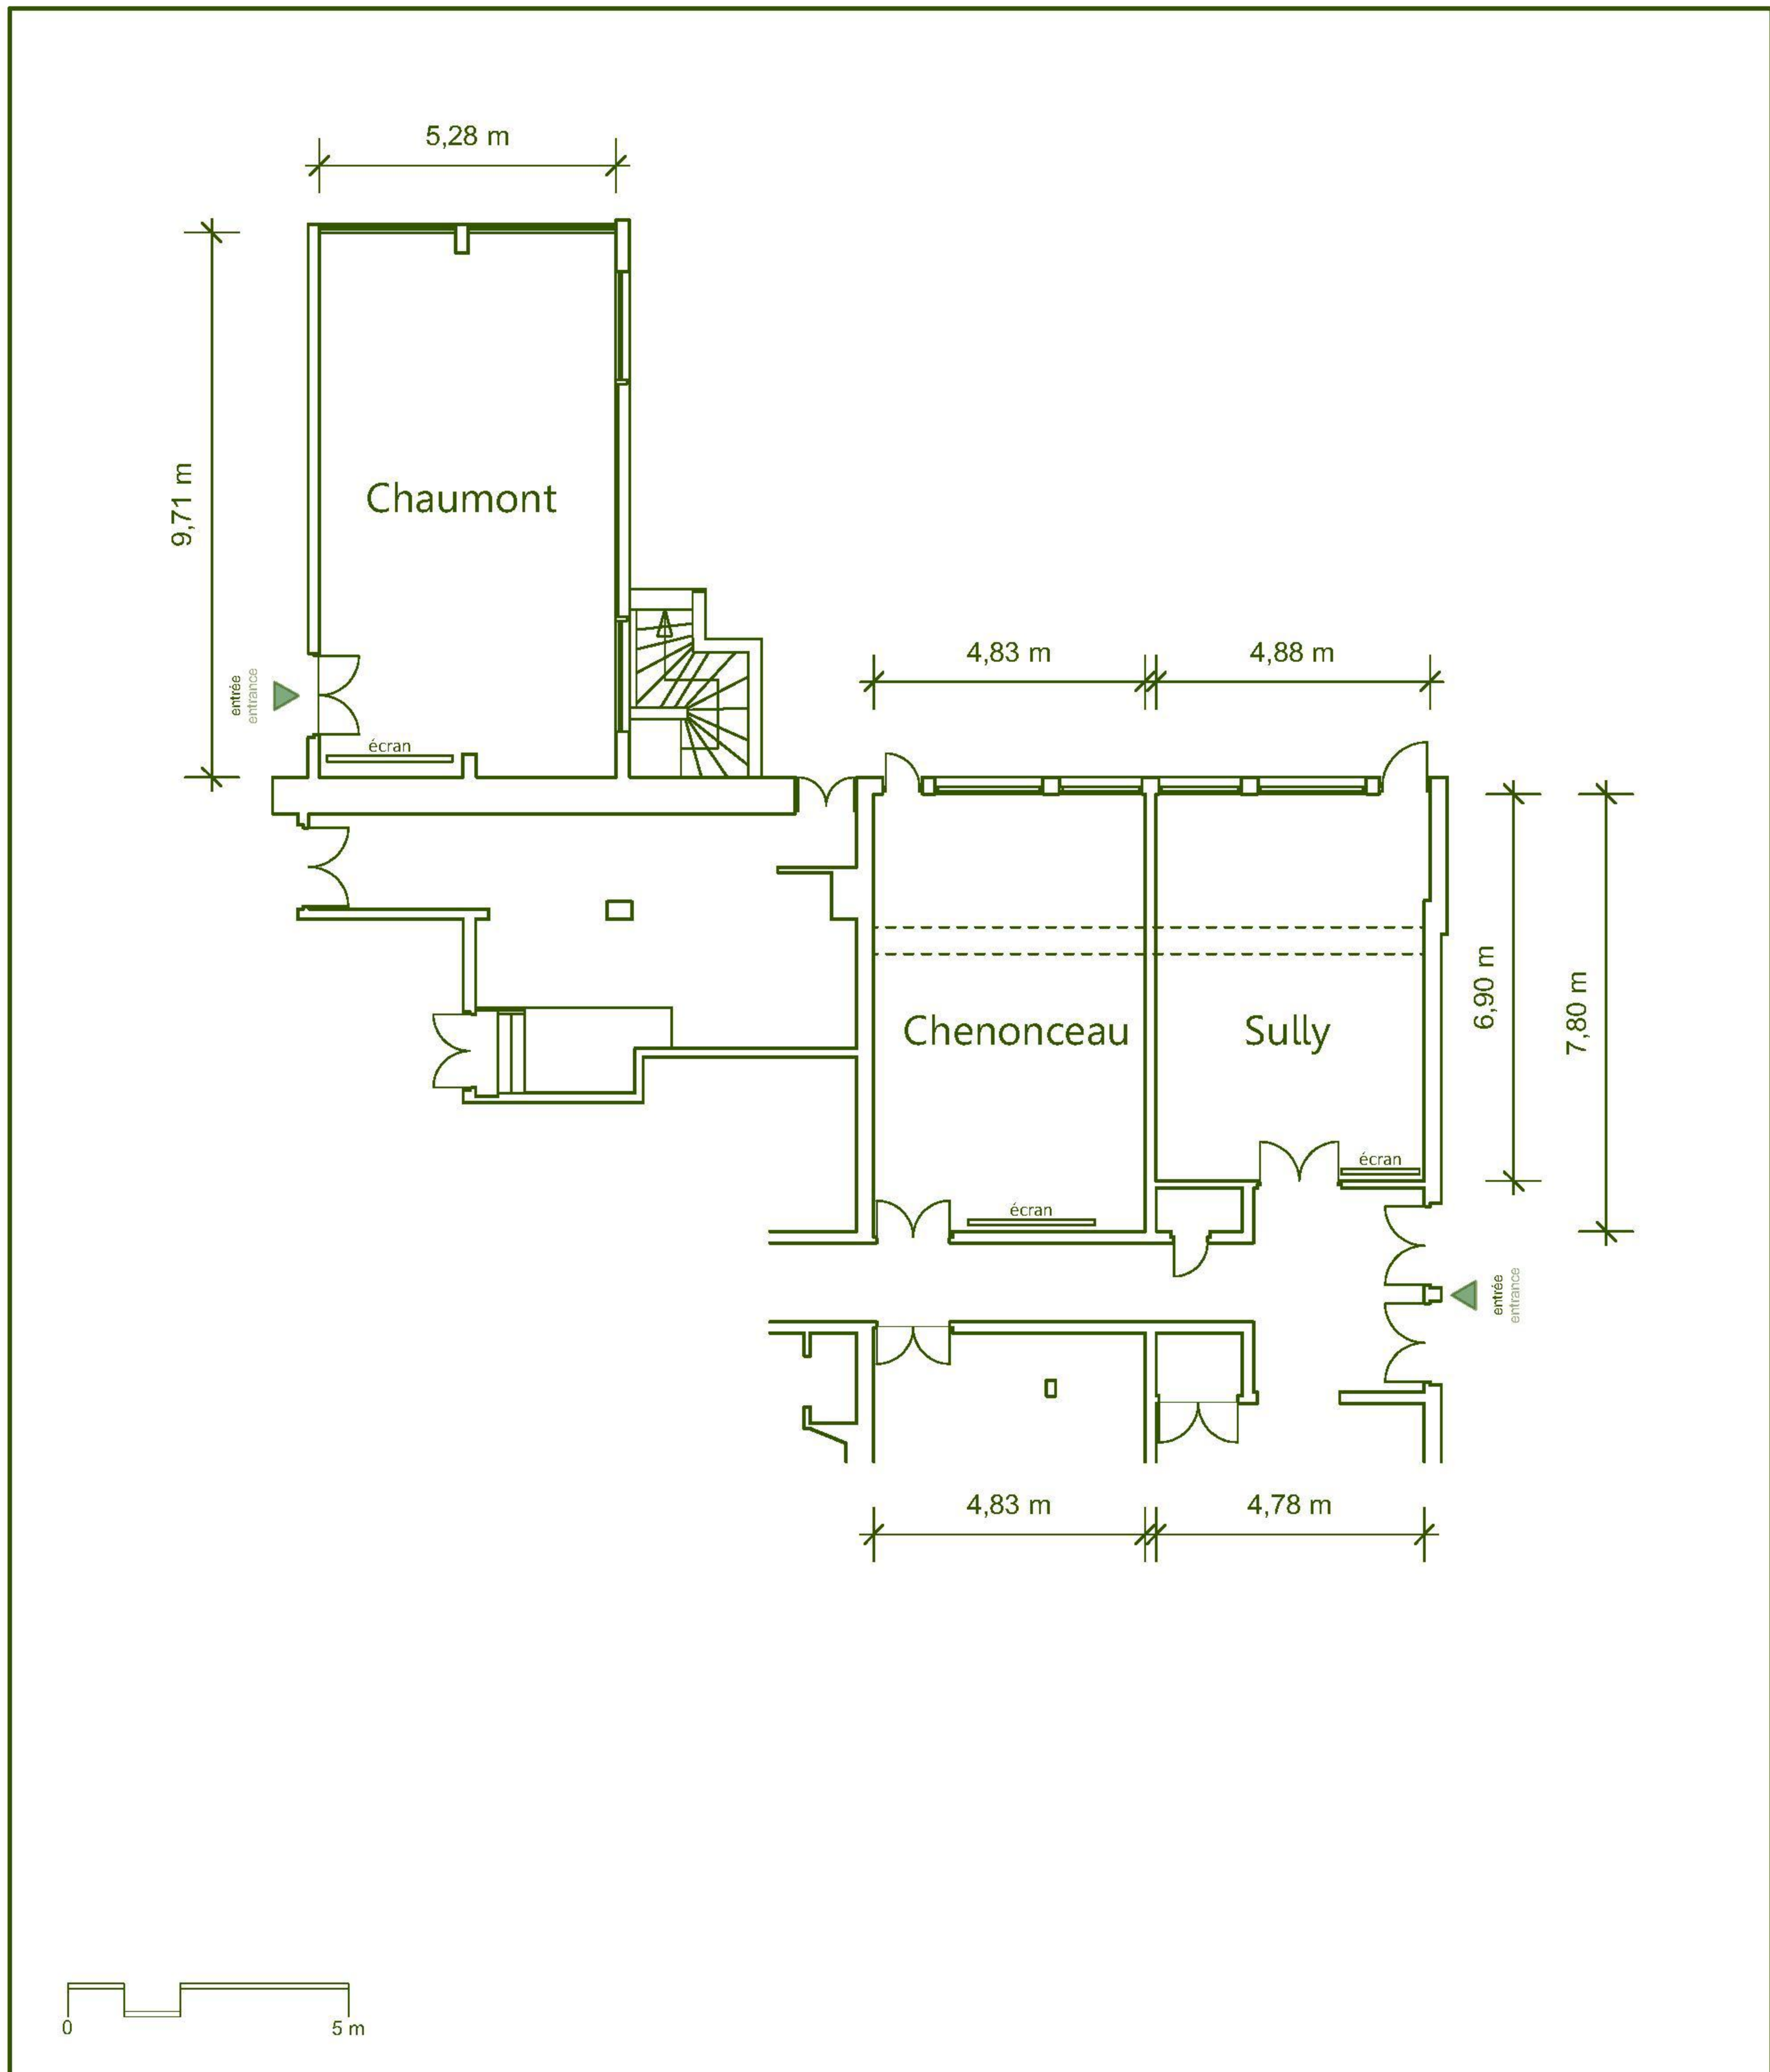 5,28 m
9,71 m
Chaumont
entrée
entrance
écran
4,83 m
4,88 m
Chenonceau
Sully
6,90 m
7,80 m
écran
écran
entrée
entrance
4,83 m
4,78 m
0
5 m